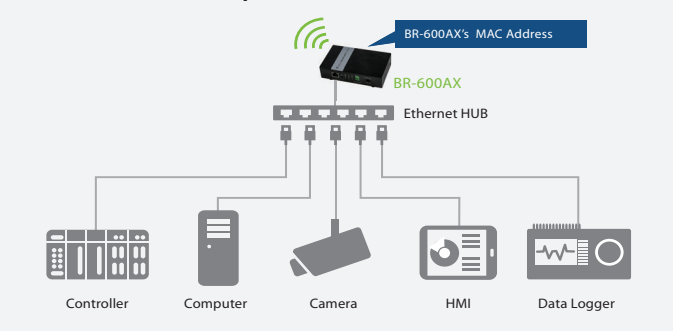 BR-600AX's MAC Address
BR-600AX
Ethernet HUB
Controller
Computer
Camera
HMI
Data Logger